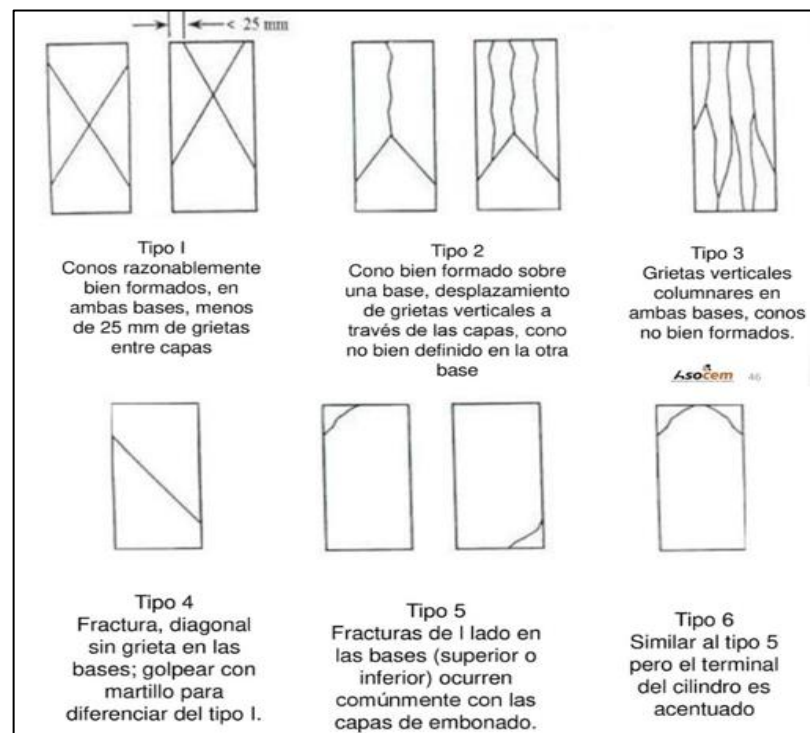 < 25 mm
Tipo I
Conos razonablemente
bien formados, en
ambas bases, menos
de 25 mm de grietas
entre capas
Tipo 2
Cono bien formado sobre
una base, desplazamiento
de grietas verticales a
través de las capas, cono
no bien definido en la otra
base
Tipo 3
Grietas verticales
columnares en
ambas bases, conos
no bien formados.
Asocem 46
Tipo 4
Fractura, diagonal
sin grieta en las
bases; golpear con
martillo para
diferenciar del tipo I.
Tipo 5
Fracturas de l lado en
las bases (superior o
inferior) ocurren
comúnmente con las
capas de embonado.
Tipo 6
Similar al tipo 5
pero el terminal
del cilindro es
acentuado